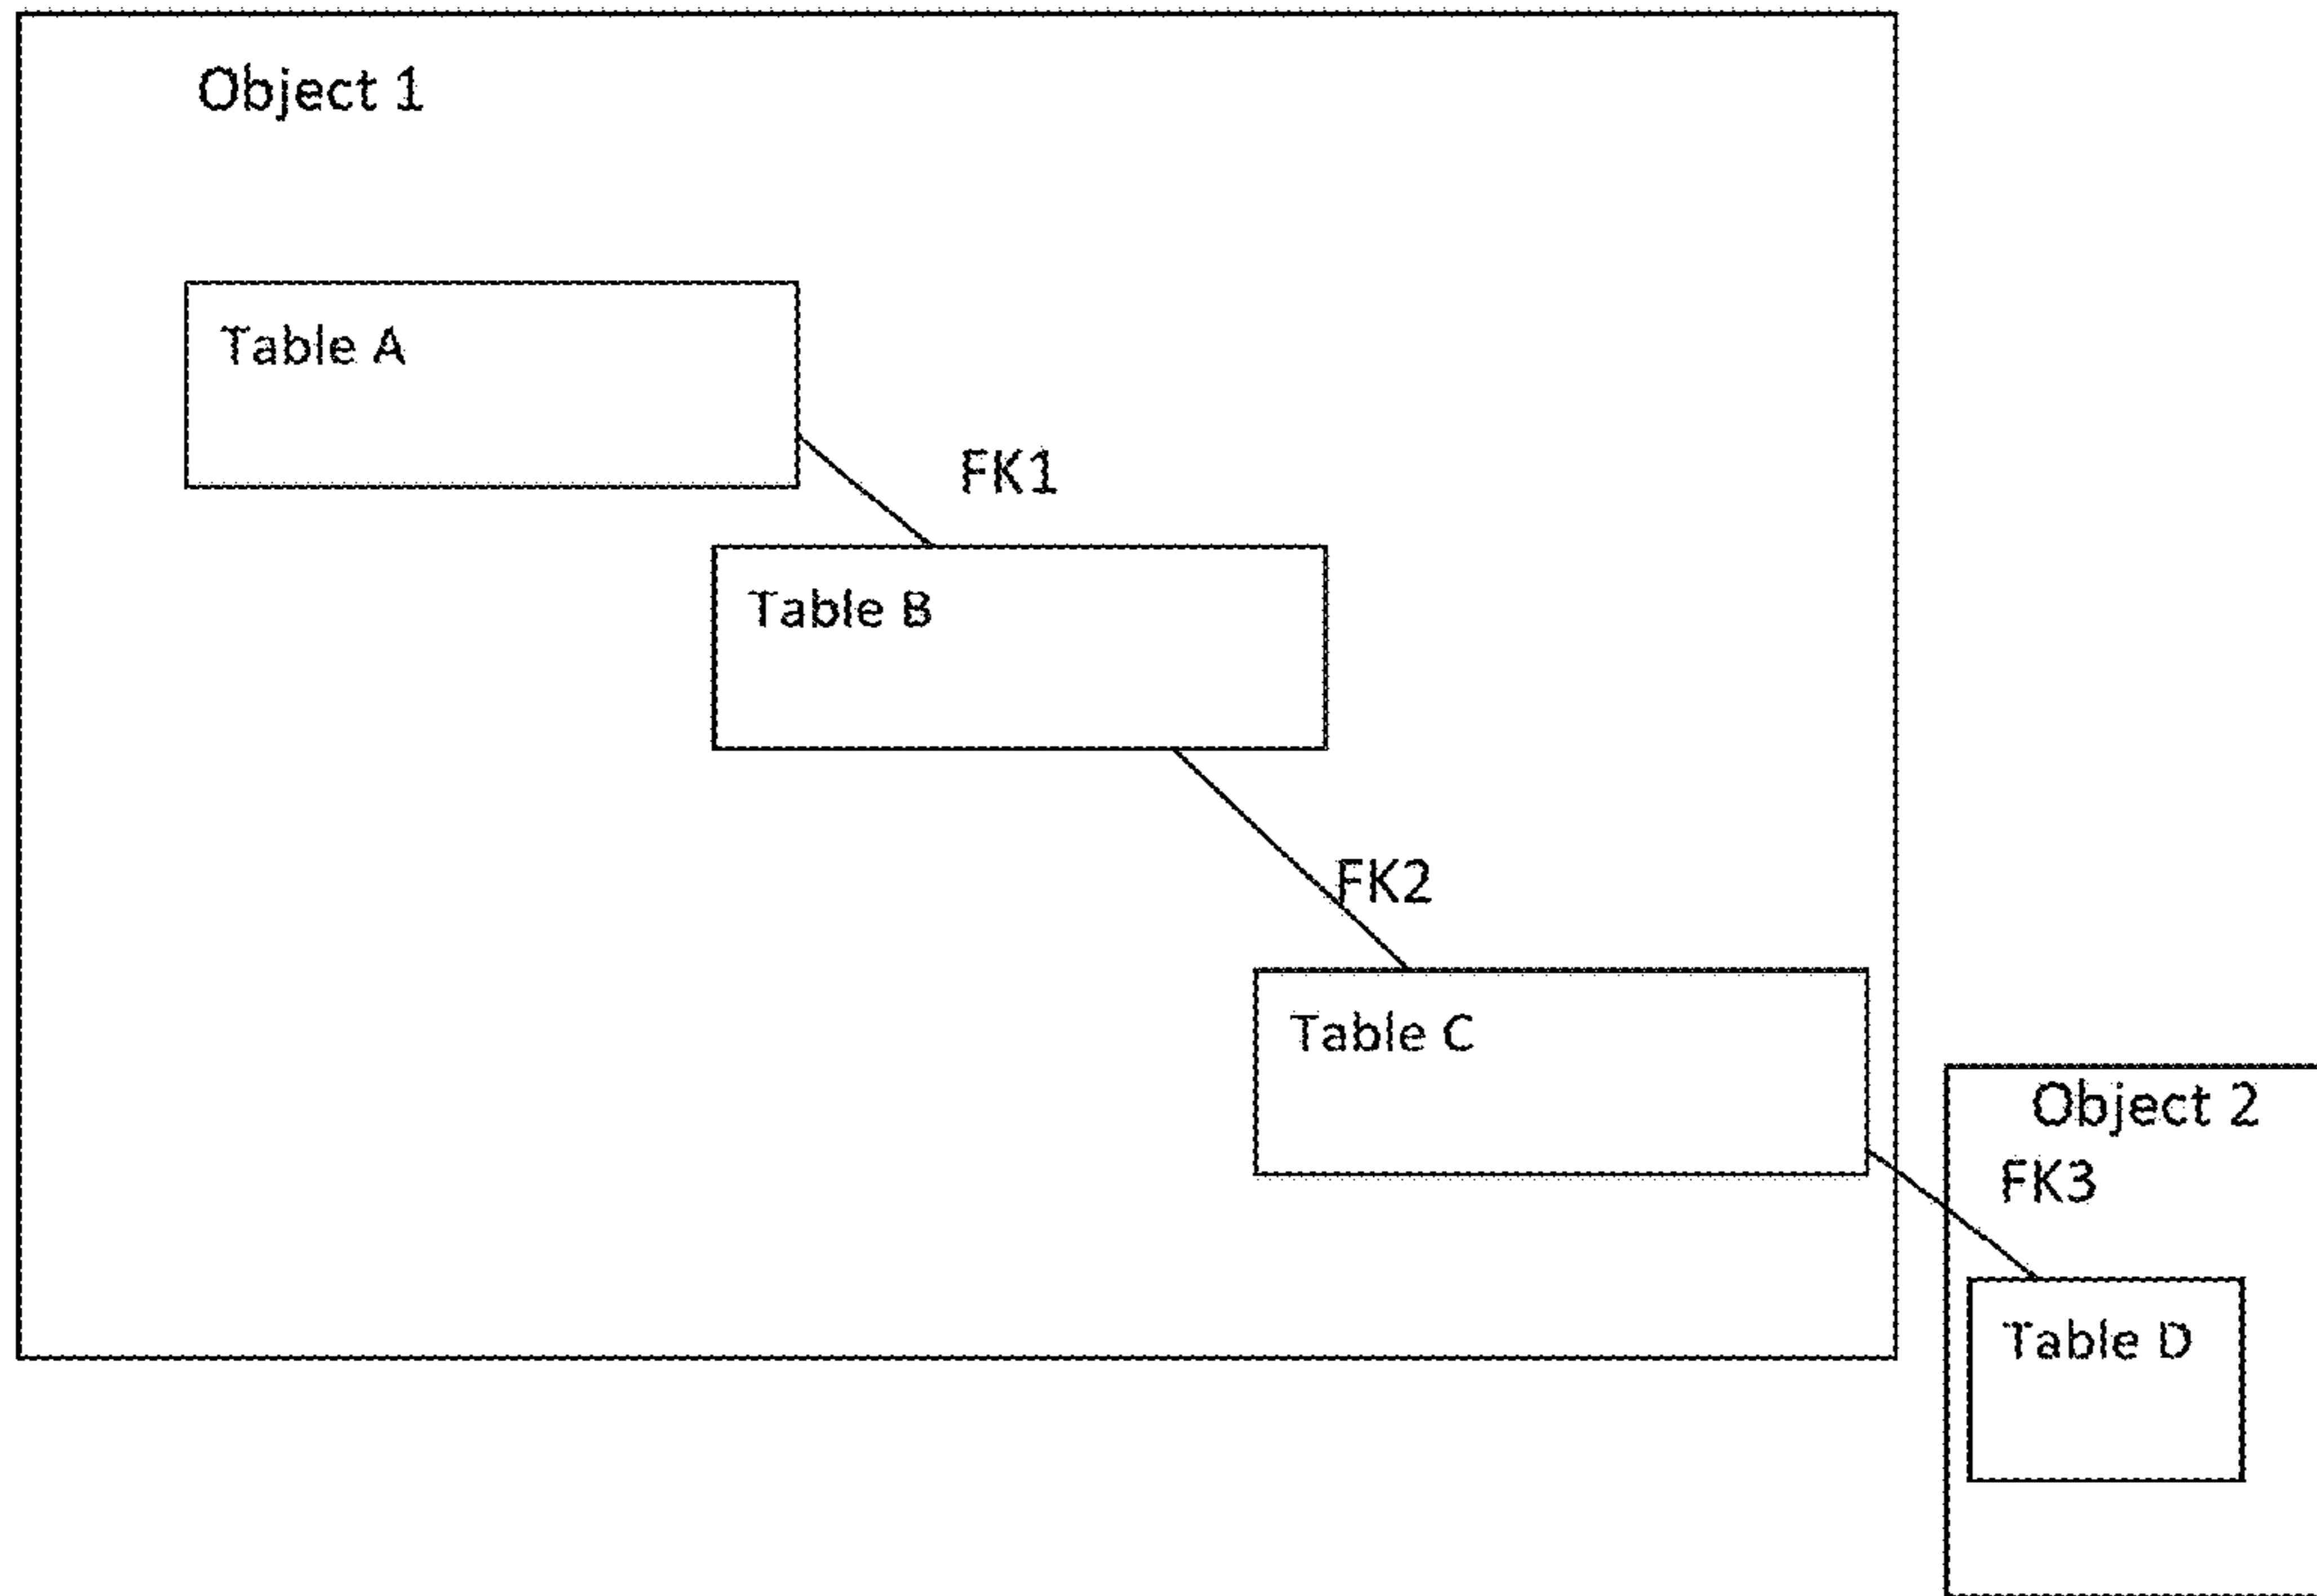 Object 1
Table A
FK1
Table B
FK2
Table C
Object 2
FK3
Table D